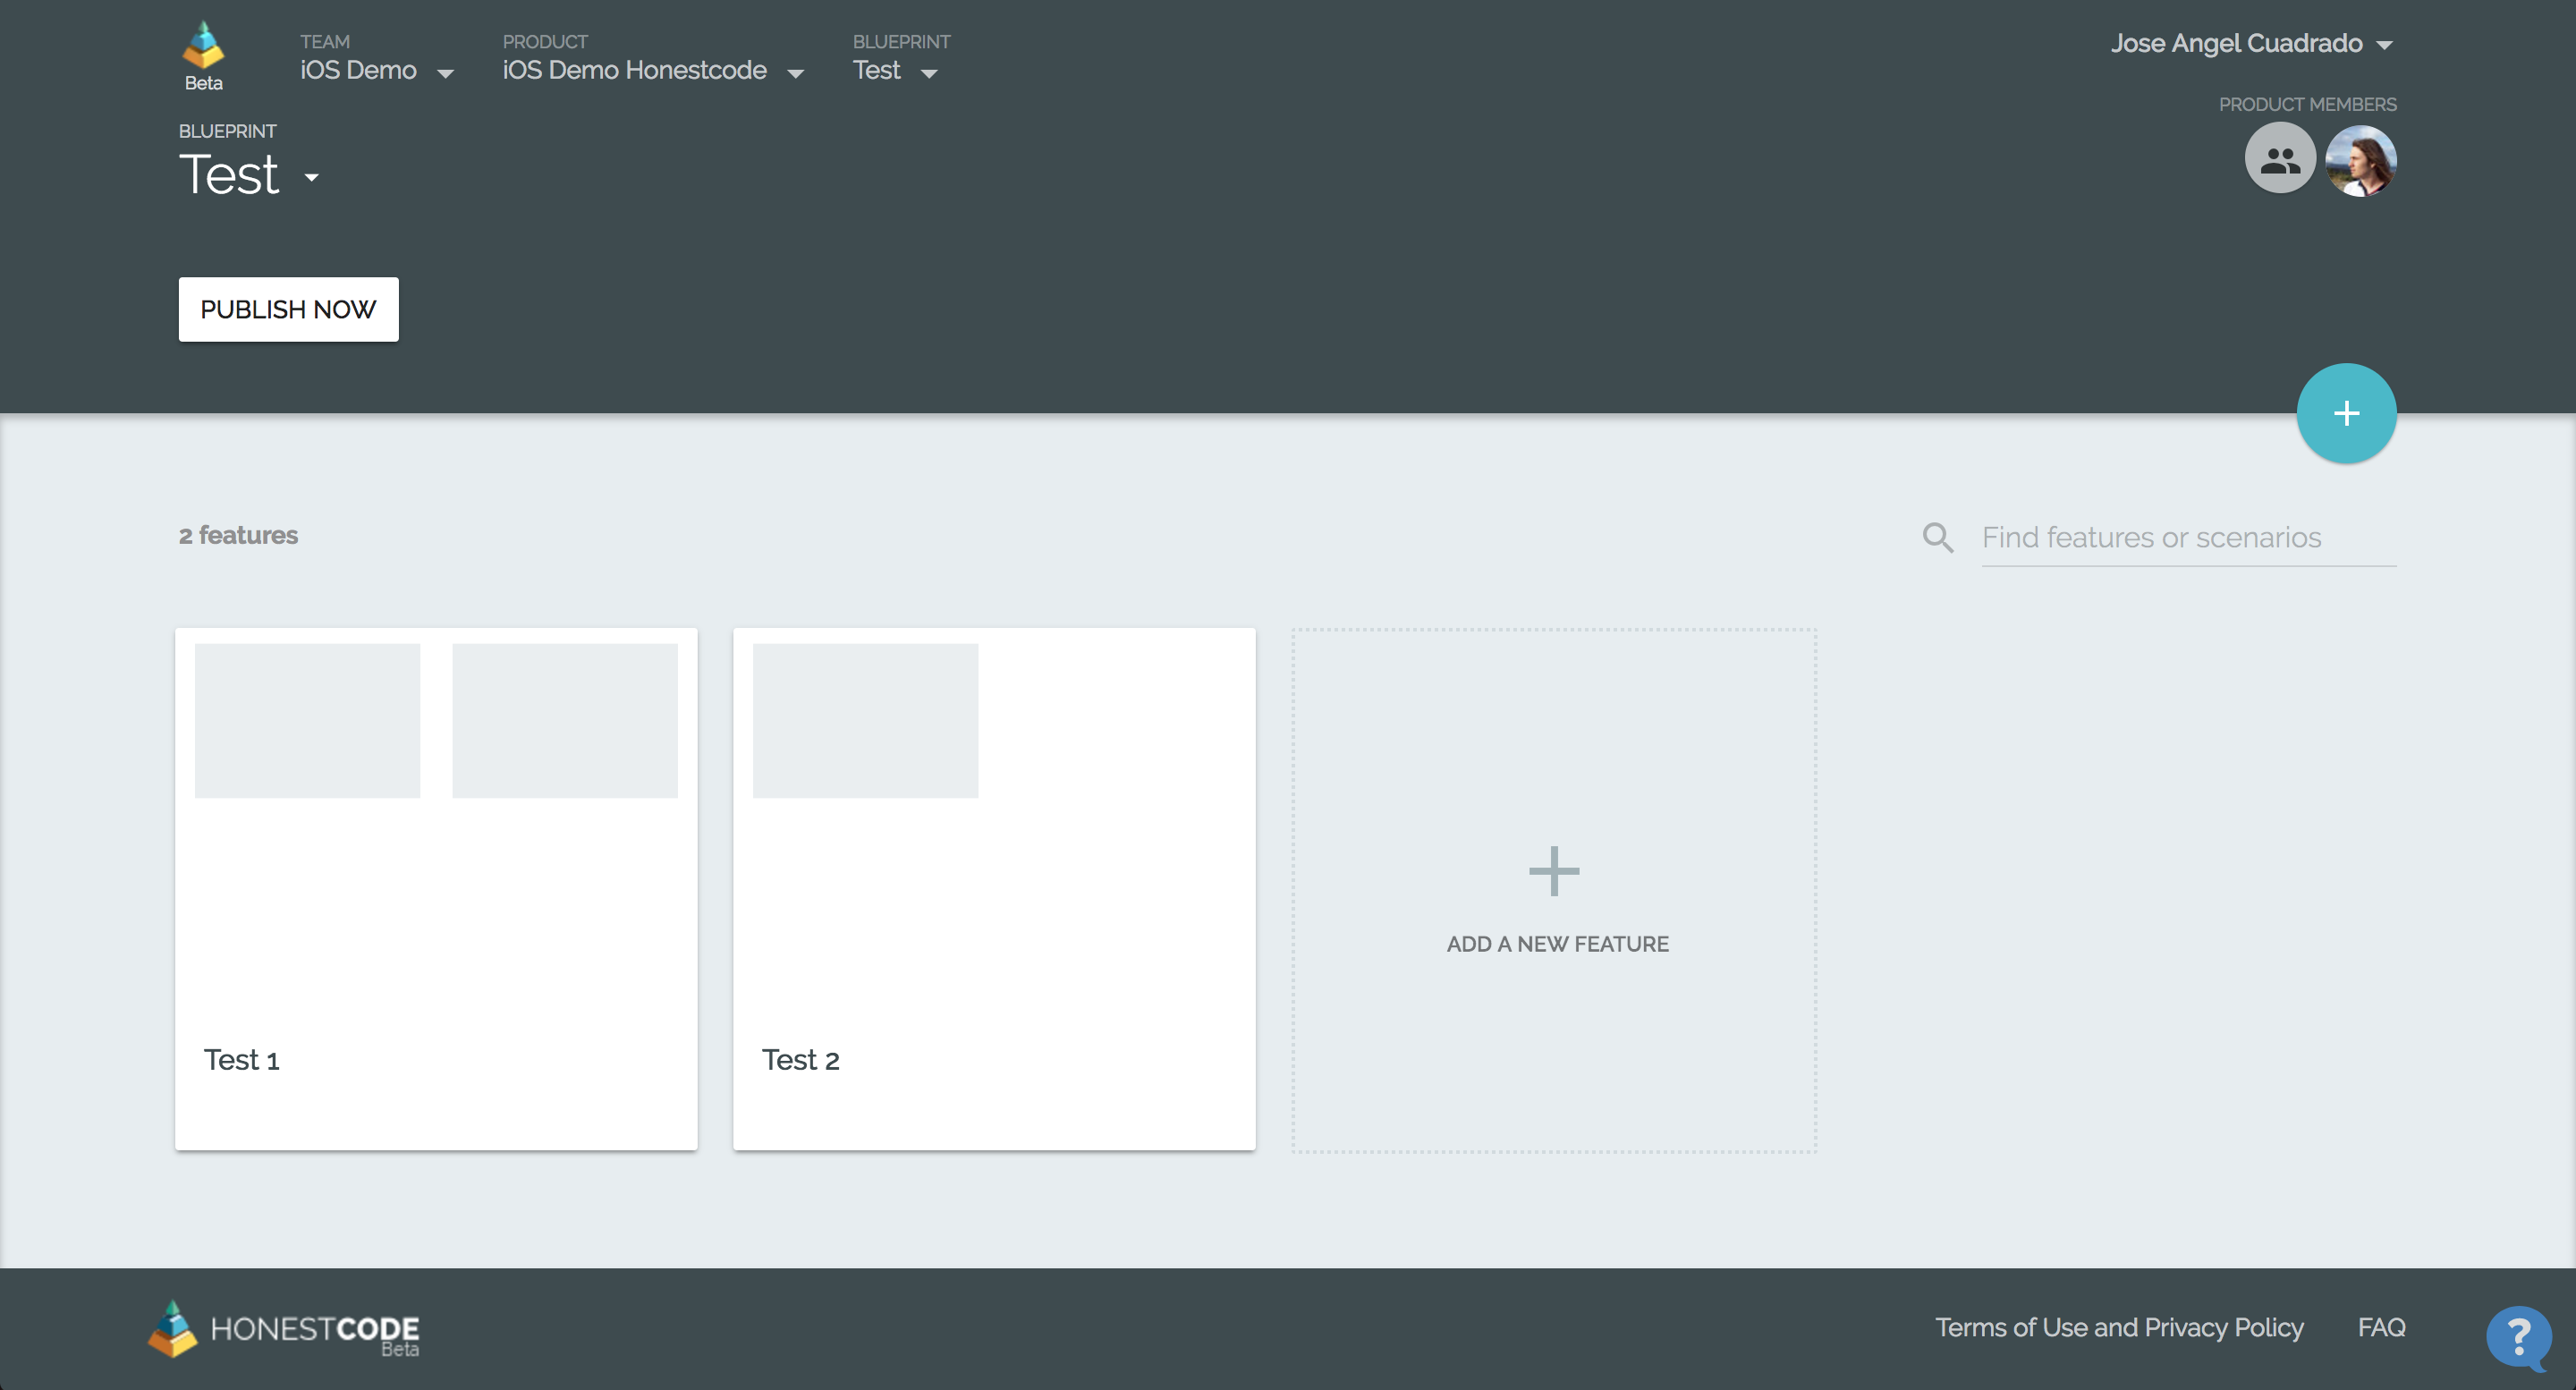 Beta
TEAM
iOS Demo
PRODUCT
iOS Demo Honestcode
BLUEPRINT
Test
Jose Angel Cuadrado
PRODUCT MEMBERS
BLUEPRINT
Test
PUBLISH NOW
+
2 features
Find features or scenarios
Test 1
Test 2
+
ADD A NEW FEATURE
HONESTCODE
Beta
Terms of Use and Privacy Policy
FAQ
?